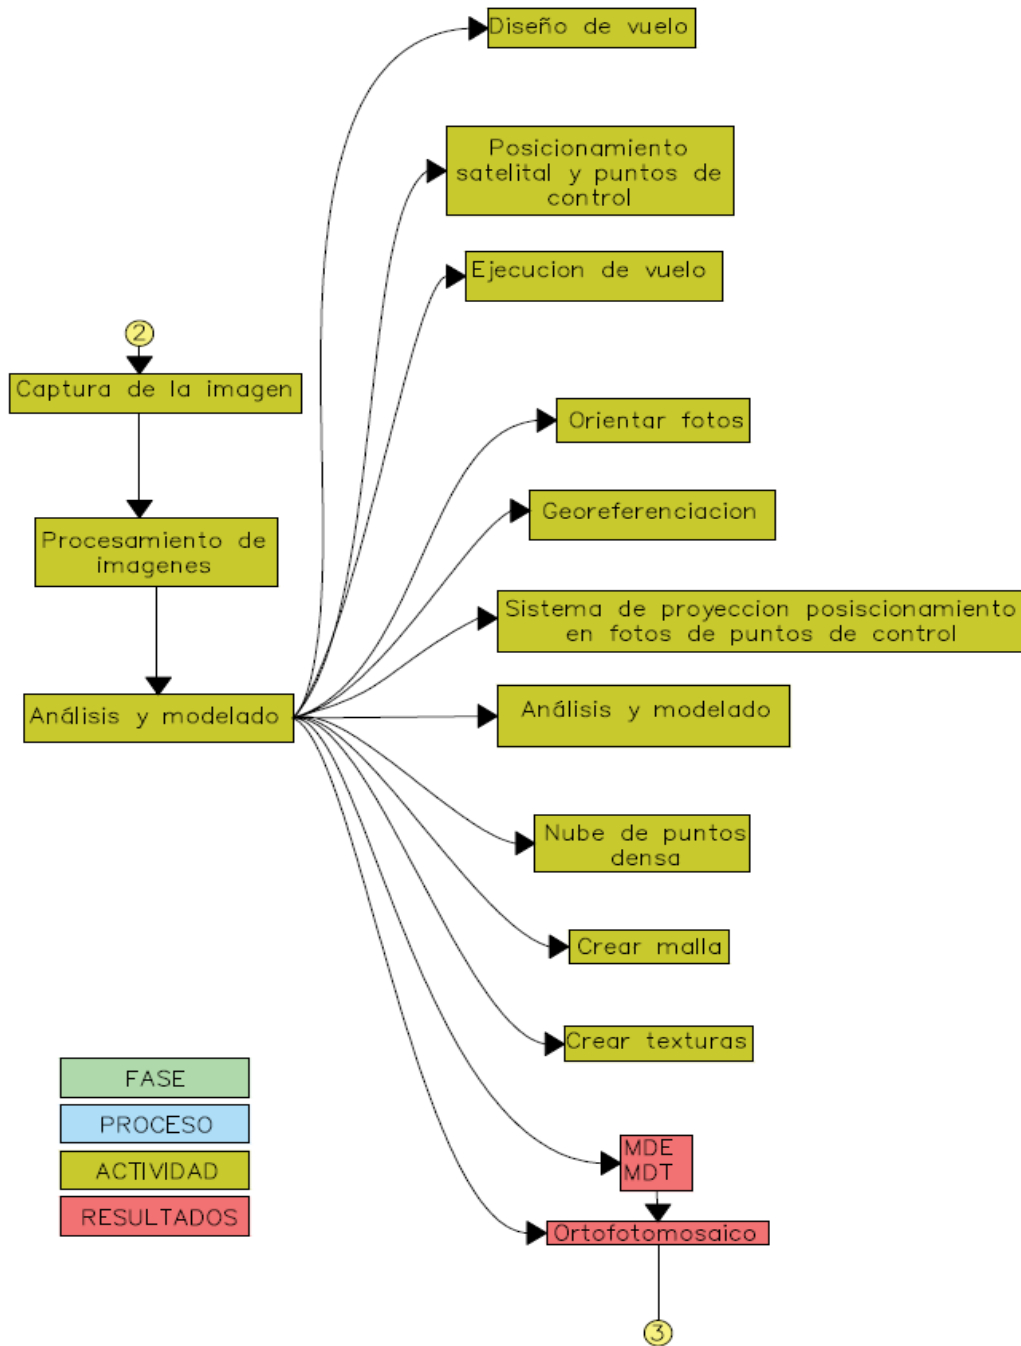 Diseño de vuelo
Posicionamiento
satelital y puntos de
control
Ejecucion de vuelo
2
Captura de la imagen
Orientar fotos
Georeferenciacion
Procesamiento de
imagenes
Sistema de proyeccion posiscionamiento
en fotos de puntos de control
Análisis y modelado
Análisis y modelado
Nube de puntos
densa
Crear malla
Crear texturas
FASE
PROCESO
ACTIVIDAD
RESULTADOS
MDE
MDT
Ortofotomosaico
3